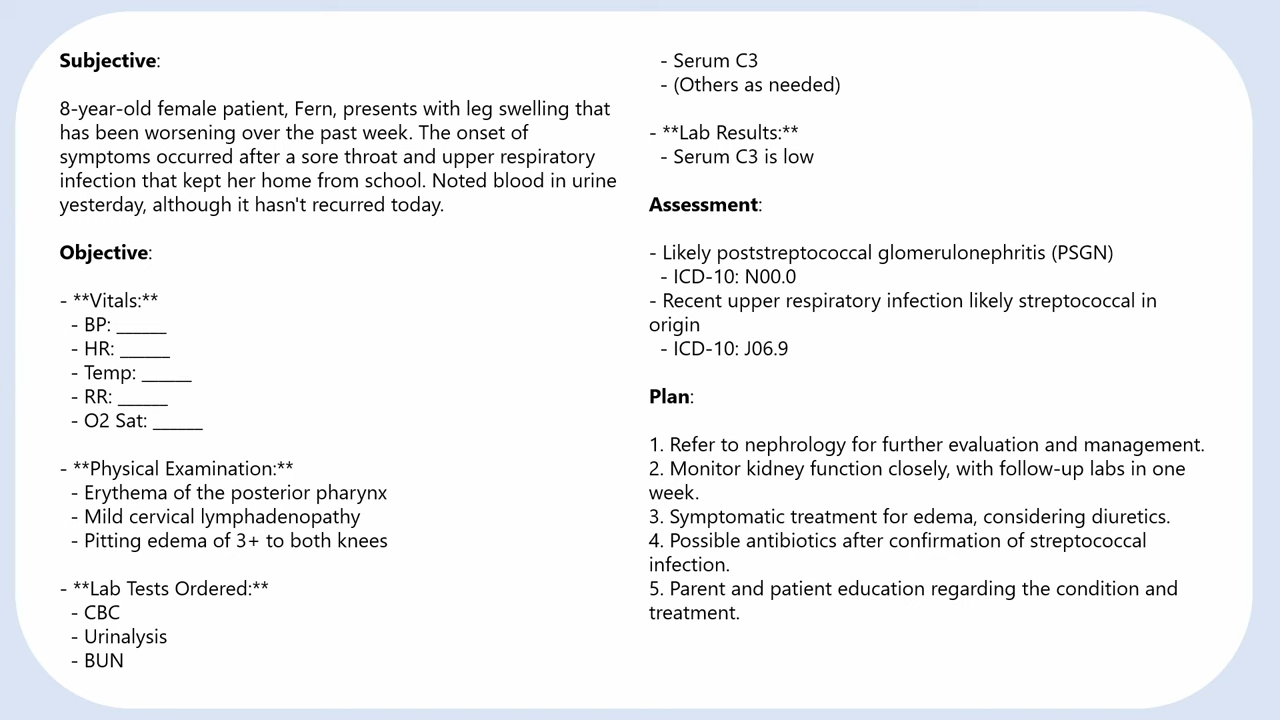 Subjective:
8-year-old female patient, Fern, presents with leg swelling that
has been worsening over the past week. The onset of
symptoms occurred after a sore throat and upper respiratory
infection that kept her home from school. Noted blood in urine
yesterday, although it hasn't recurred today.
Objective:
- **Vitals:**
- BP: ______
- HR: ______
- Temp: ______
- RR: ______
- O2 Sat: ______
- **Physical Examination:**
- Erythema of the posterior pharynx
- Mild cervical lymphadenopathy
- Pitting edema of 3+ to both knees
- **Lab Tests Ordered:**
- CBC
- Urinalysis
- BUN
- Serum C3
- (Others as needed)
- **Lab Results:**
- Serum C3 is low
Assessment:
- Likely poststreptococcal glomerulonephritis (PSGN)
- ICD-10: N00.0
- Recent upper respiratory infection likely streptococcal in
origin
- ICD-10: J06.9
Plan:
1. Refer to nephrology for further evaluation and management.
2. Monitor kidney function closely, with follow-up labs in one
week.
3. Symptomatic treatment for edema, considering diuretics.
4. Possible antibiotics after confirmation of streptococcal
infection.
5. Parent and patient education regarding the condition and
treatment.